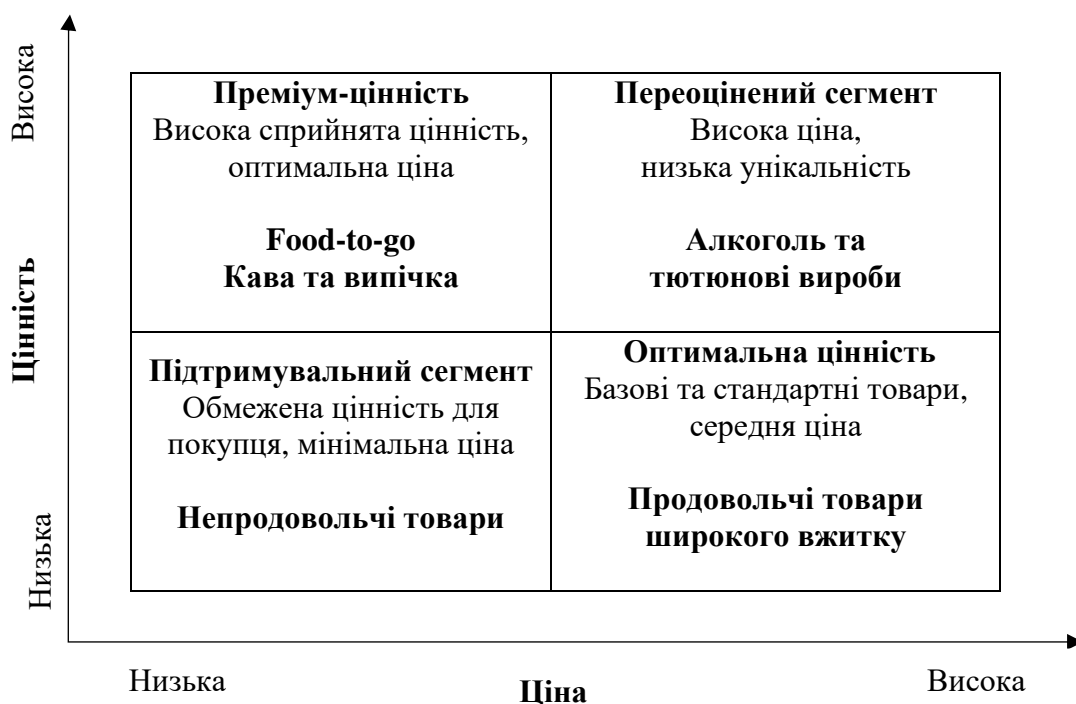 Висока
Цінність
Низька
Преміум-цінність
Висока сприйнята цінність,
оптимальна ціна
Food-to-go
Кава та випічка
Переоцінений сегмент
Висока ціна,
низька унікальність
Алкоголь та
тютюнові вироби
Підтримувальний сегмент
Обмежена цінність для
покупця, мінімальна ціна
Непродовольчі товари
Оптимальна цінність
Базові та стандартні товари,
середня ціна
Продовольчі товари
широкого вжитку
Низька
Ціна
Висока